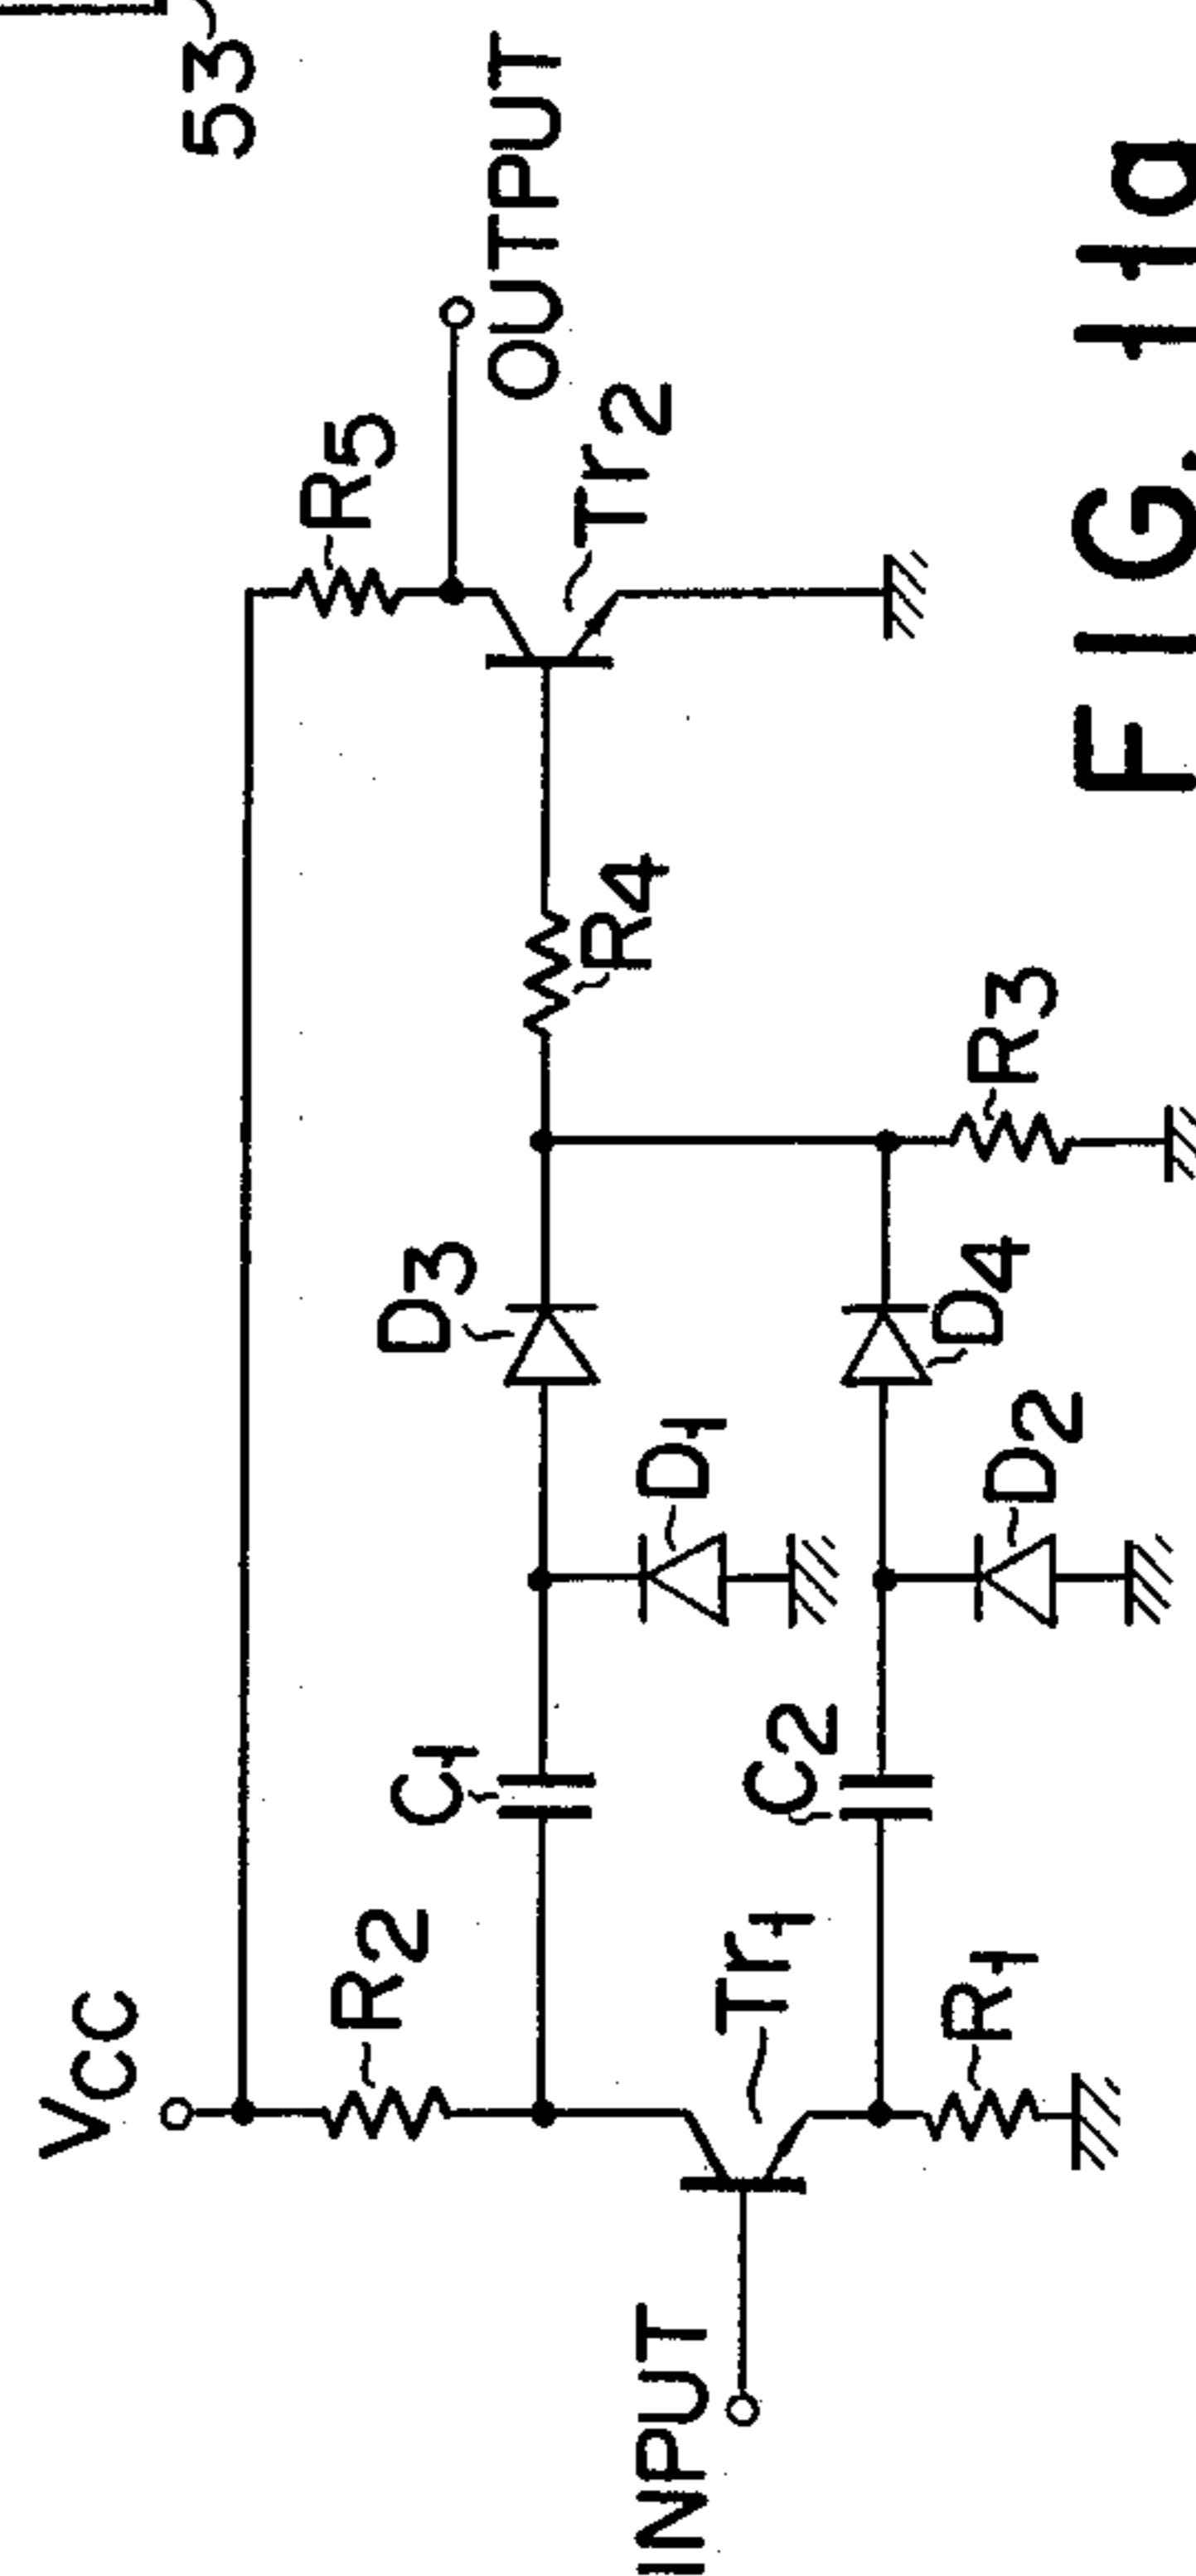 53
VCC
R2
R5
OUTPUT
C1
D3
R4
Tr2
INPUT
Tr1
D1
C2
D4
R1
D2
R3
FIG. 11a